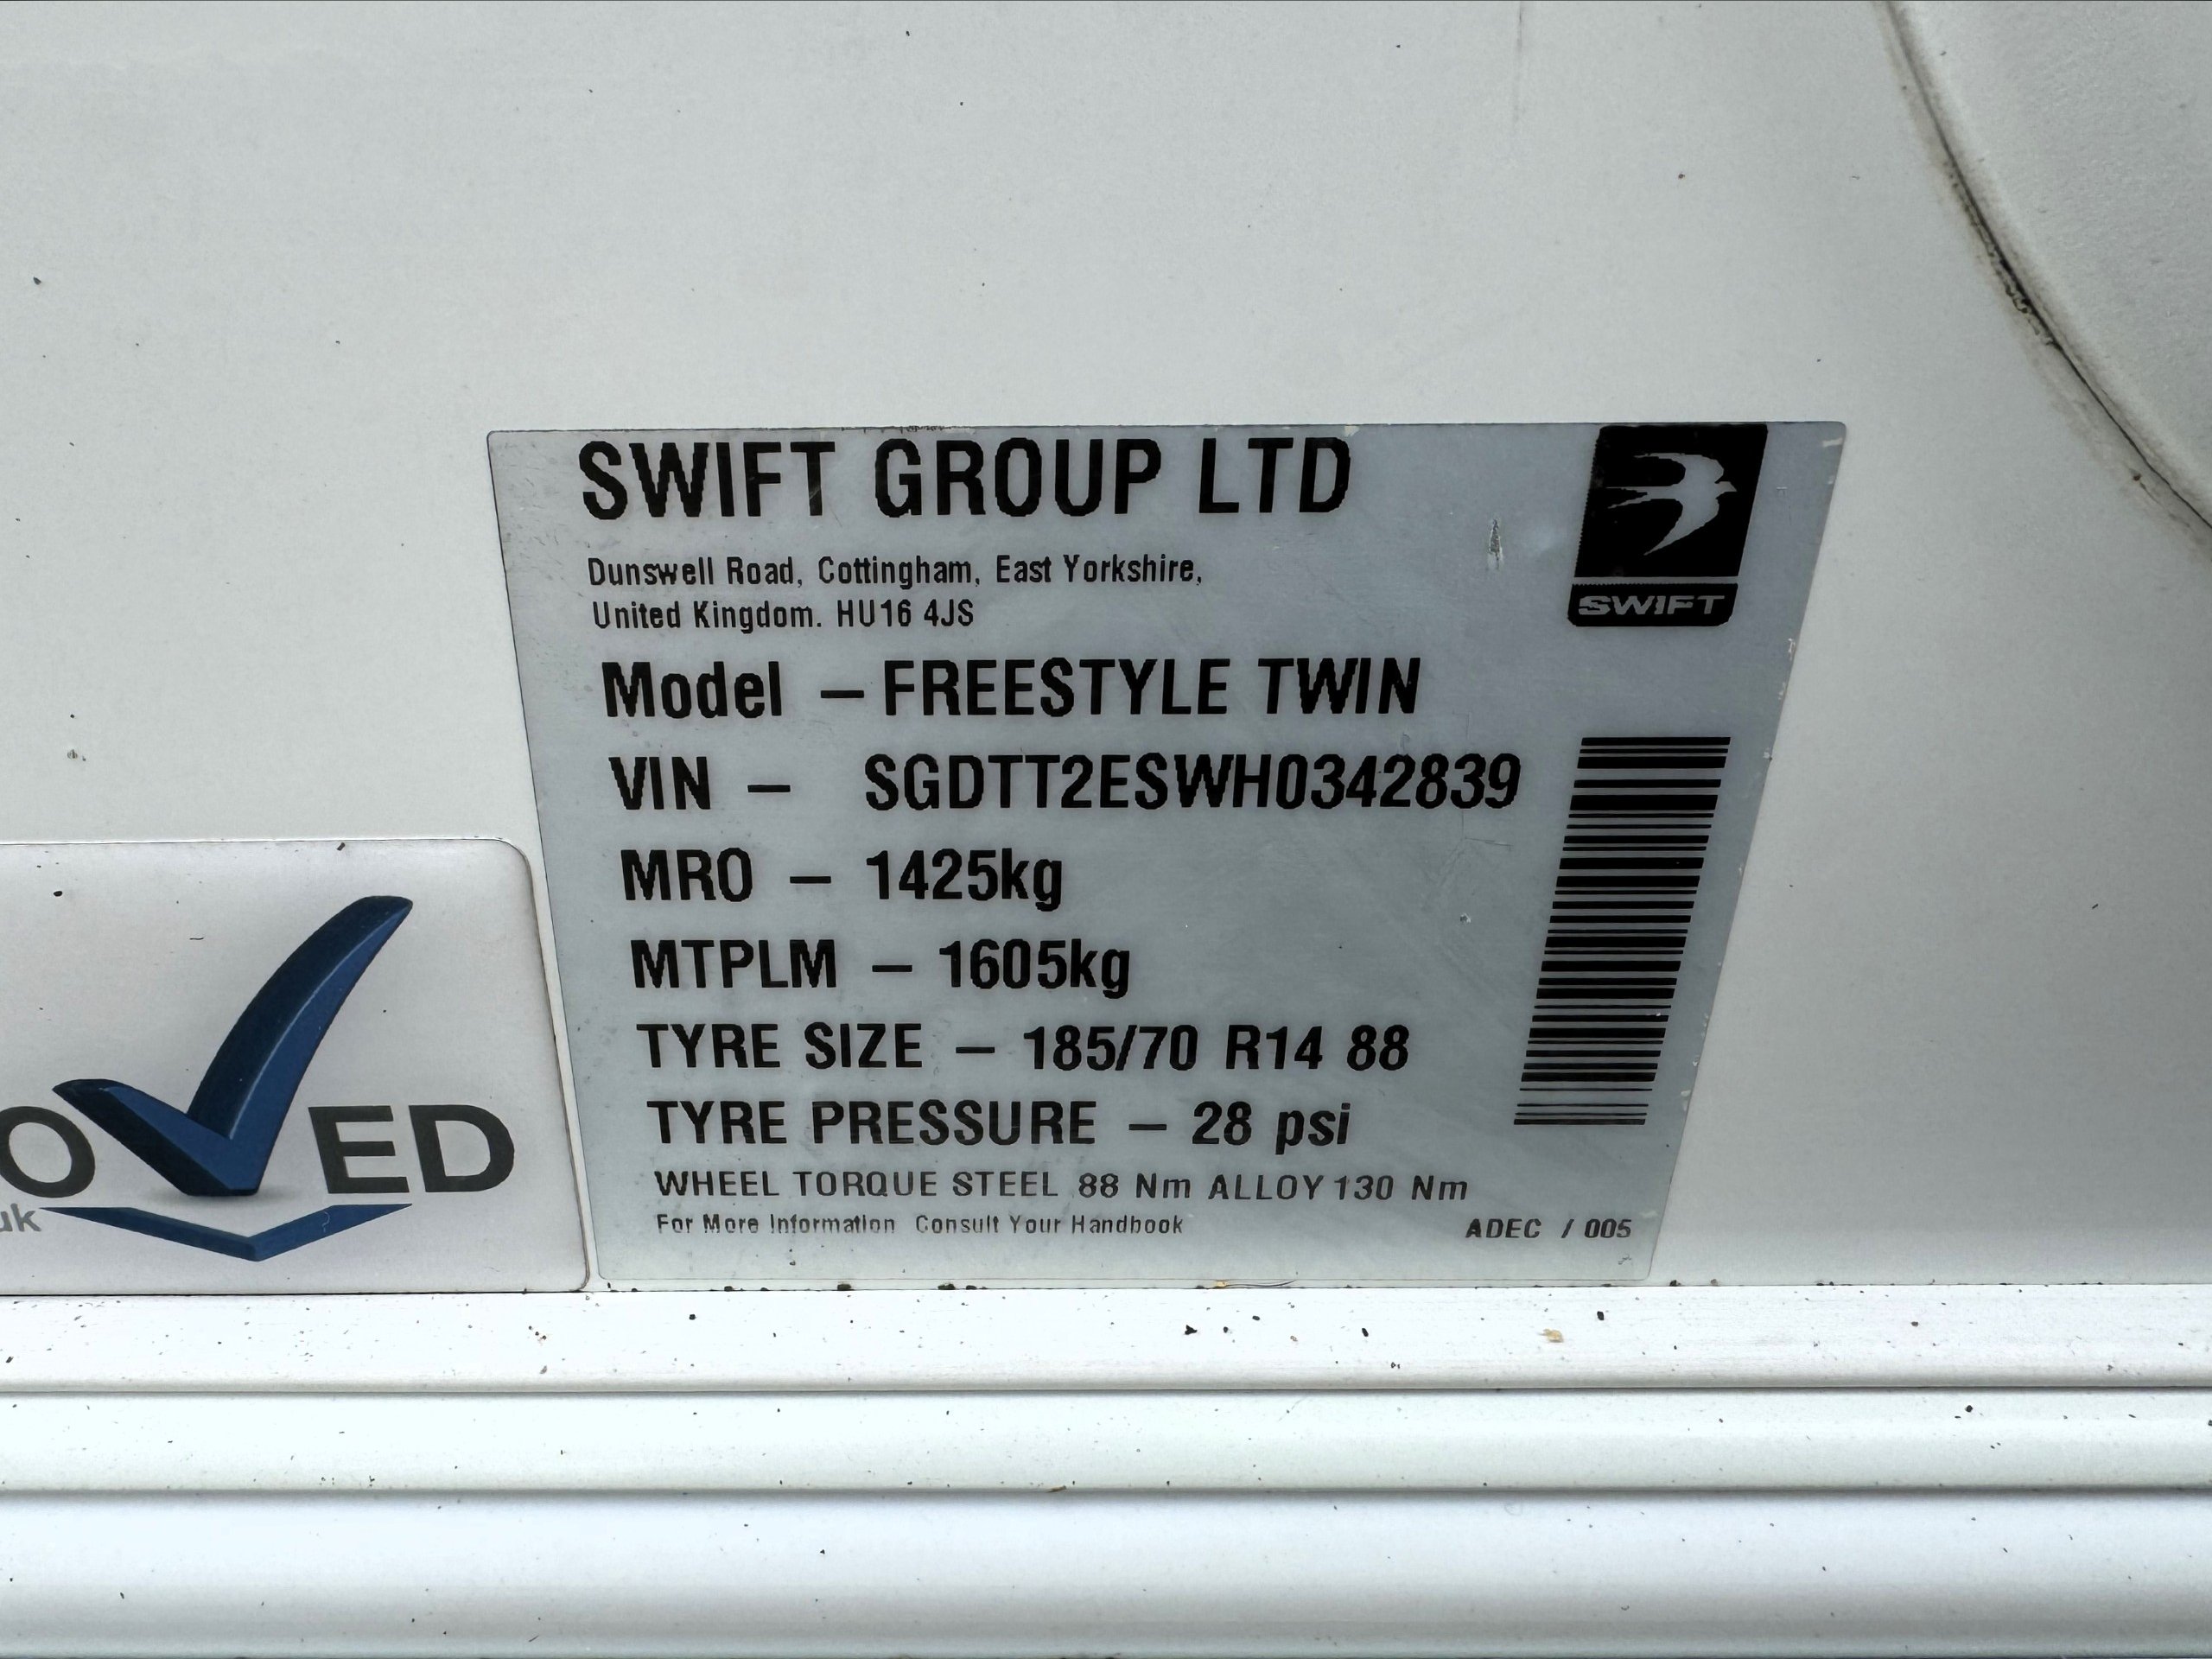 SWIFT GROUP LTD
Dunswell Road, Cottingham, East Yorkshire,
United Kingdom. HU16 4JS
SWIFT
Model – FREESTYLE TWIN
VIN – SGDTT2ESWH0342839
MRO – 1425kg
MTPLM – 1605kg
TYRE SIZE – 185/70 R14 88
TYRE PRESSURE – 28 psi
WHEEL TORQUE STEEL 88 Nm ALLOY 130 Nm
For More Information Consult Your Handbook
ADEC / 005
OVED
uk